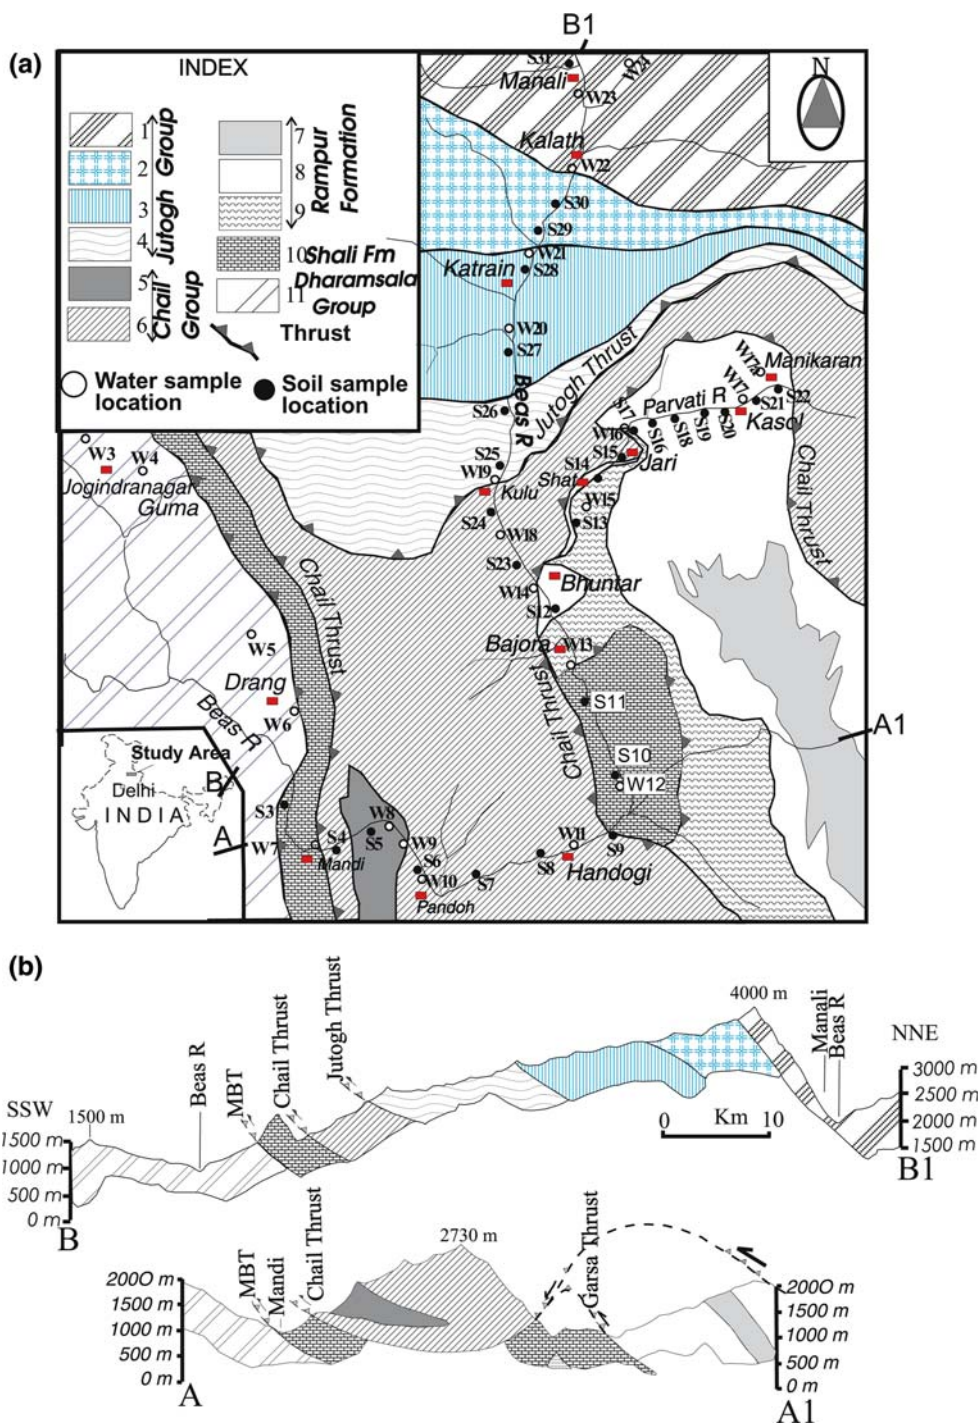 B1
(a)
INDEX
N
1
2
3
4
5
6
Jutogh Group
Chail Group
7
8
9
Rampur Formation
10 Shali Fm
11 Dharamsala Group
Thrust
Water sample location
Soil sample location
S31
W24
Manali
W23
Kalath
W22
S30
S29
W21
Katrain
S28
W20
S27
Beas R
Jutogh Thrust
S26
S25
W19
Kulu
S24
W18
S23
W14
S12
Bhuntar
Bajora
W13
Chail Thrust
S11
S10
W12
W17a
Manikaran
W17
S22
S21
Parvati R
Kasol
S20
S19
S18
S16
S17
W16
S15
Jari
S14
Shat
W15
S13
Chail Thrust
W3
W4
Jogindranagar
Guma
Chail Thrust
W5
Drang
W6
Beas R
Study Area
Delhi
INDIA
B
A
A1
S3
W7
Mandi
S4
S5
W8
W9
S6
W10
Pandoh
S7
S8
W11
Handogi
S9
(b)
SSW
1500 m
Beas R
MBT
Chail Thrust
Jutogh Thrust
4000 m
Manali
Beas R
NNE
1500 m
1000 m
500 m
0 m
B
3000 m
2500 m
2000 m
1500 m
B1
0 Km 10
MBT
Mandi
Chail Thrust
2730 m
Garsa Thrust
200O m
1500 m
1000 m
500 m
0 m
A
200O m
1500 m
1000 m
500 m
0 m
A1